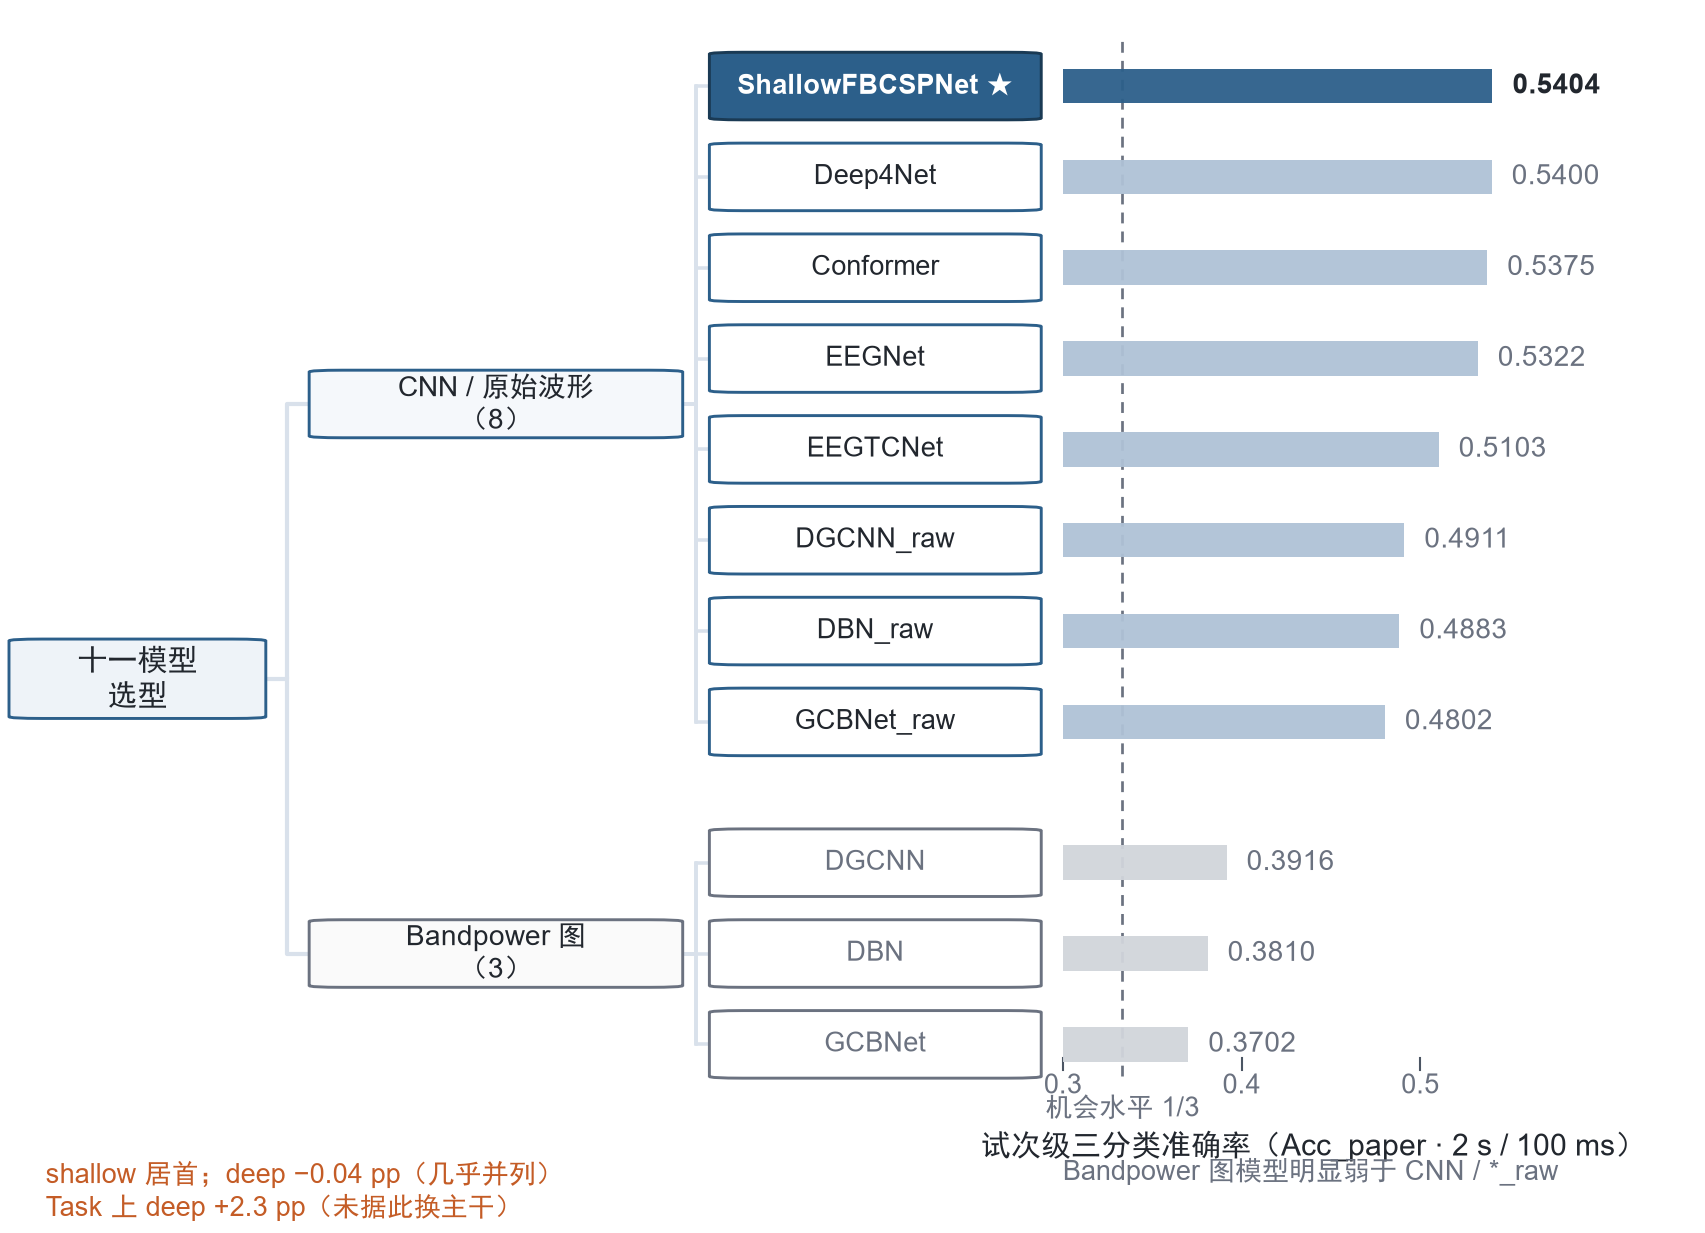 十一模型
选型
CNN / 原始波形
（8）
Bandpower 图
（3）
ShallowFBCSPNet ★
0.5404
Deep4Net
0.5400
Conformer
0.5375
EEGNet
0.5322
EEGTCNet
0.5103
DGCNN_raw
0.4911
DBN_raw
0.4883
GCBNet_raw
0.4802
DGCNN
0.3916
DBN
0.3810
GCBNet
0.3702
0.3
0.4
0.5
机会水平 1/3
试次级三分类准确率（Acc_paper · 2 s / 100 ms）
Bandpower 图模型明显弱于 CNN / *_raw
shallow 居首；deep −0.04 pp（几乎并列）
Task 上 deep +2.3 pp（未据此换主干）